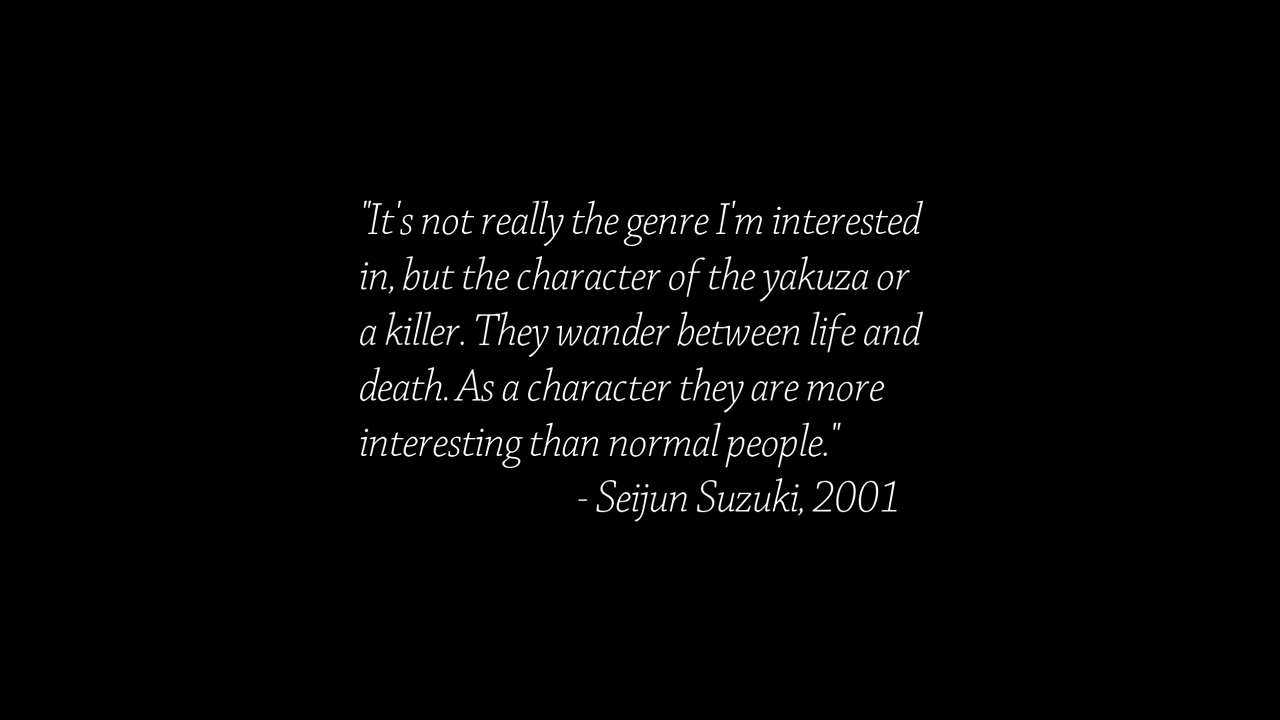 "It's not really the genre I'm interested
in, but the character of the yakuza or
a killer. They wander between life and
death. As a character they are more
interesting than normal people."
- Seijun Suzuki, 2001